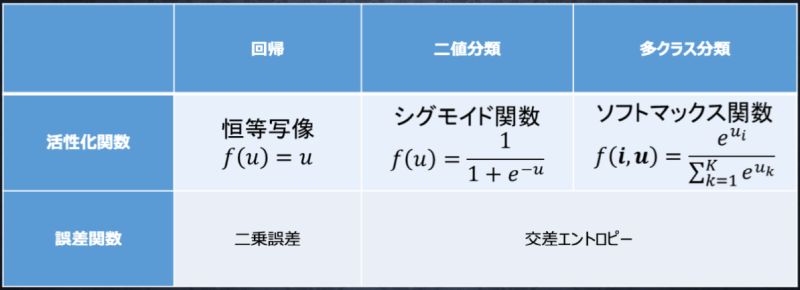 回帰
二値分類
多クラス分類
活性化関数
恒等写像
f(u) = u
シグモイド関数
f(u) = \frac{1}{1 + e^{-u}}
ソフトマックス関数
f(\boldsymbol{i}, \boldsymbol{u}) = \frac{e^{u_i}}{\sum_{k=1}^{K} e^{u_k}}
誤差関数
二乗誤差
交差エントロピー